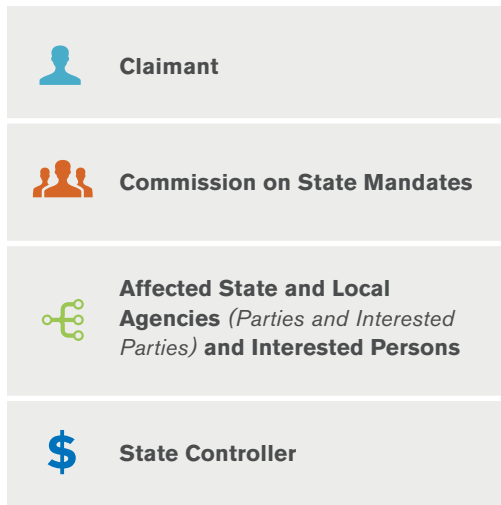 Claimant
Commission on State Mandates
Affected State and Local
Agencies (Parties and Interested
Parties) and Interested Persons
$
State Controller